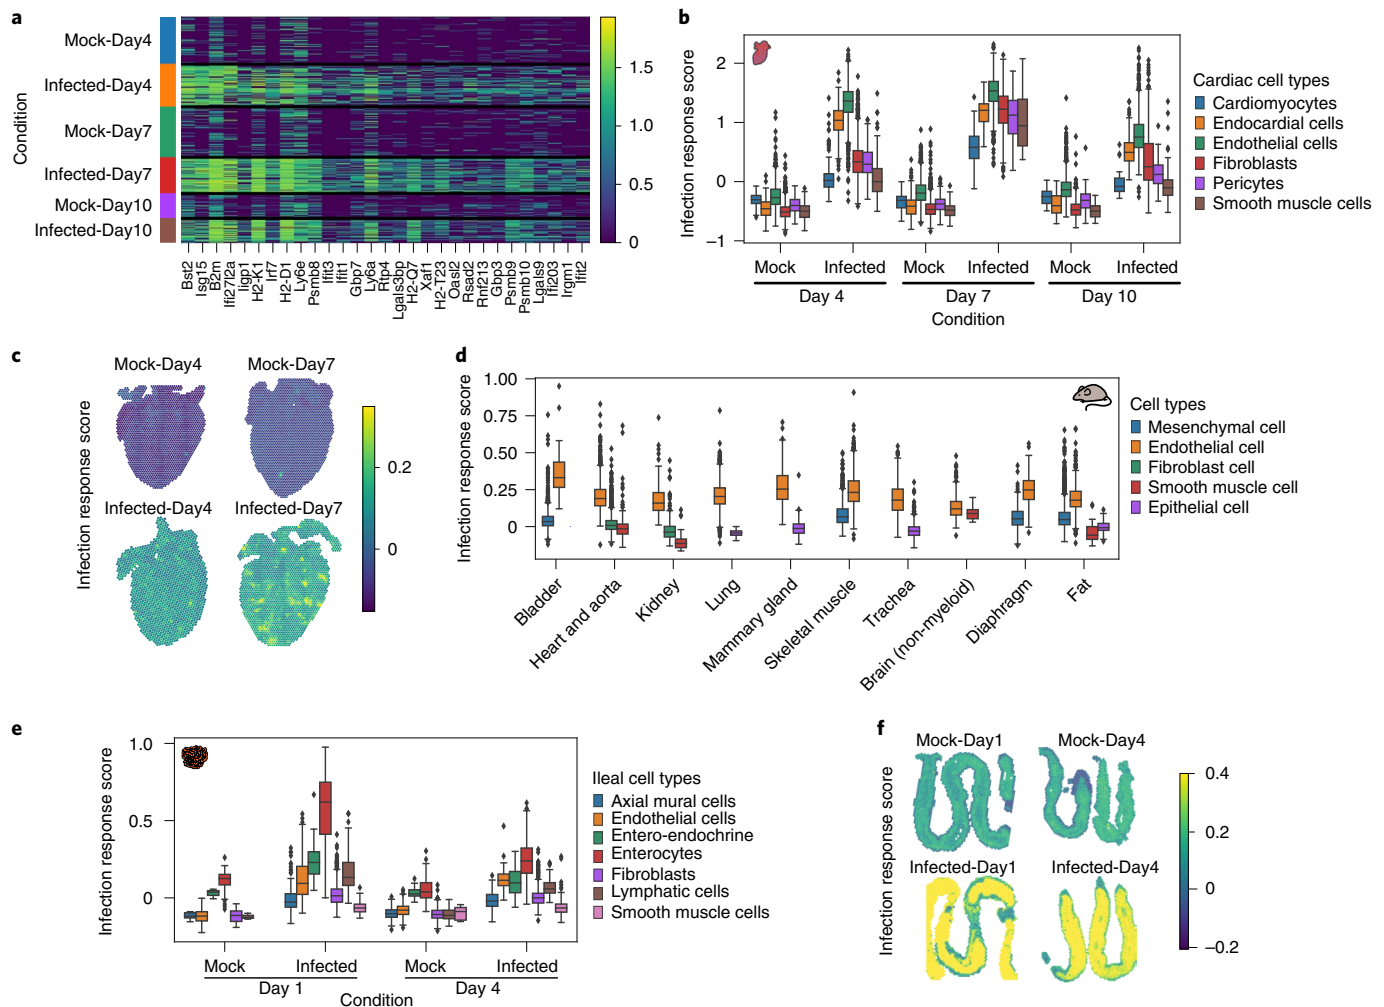 a
Condition
Mock-Day4
Infected-Day4
Mock-Day7
Infected-Day7
Mock-Day10
Infected-Day10
1.5
1.0
0.5
0
Bst2
Isg15
B2m
Ifi27l2a
Iigp1
H2-K1
Irf7
H2-D1
Ly6e
Psmb8
Ifit3
Ifit1
Gbp7
Ly6a
Rtp4
Lgals3bp
H2-Q7
Xaf1
H2-T23
Oasl2
Rsad2
Rnf213
Gbp3
Psmb9
Psmb10
Lgals9
Ifi203
Irgm1
Ifit2
b
Infection response score
2
1
0
−1
Mock
Infected
Mock
Infected
Mock
Infected
Day 4
Day 7
Day 10
Condition
Cardiac cell types
Cardiomyocytes
Endocardial cells
Endothelial cells
Fibroblasts
Pericytes
Smooth muscle cells
c
Infection response score
Mock-Day4
Mock-Day7
Infected-Day4
Infected-Day7
0.2
0
d
Infection response score
1.00
0.75
0.50
0.25
0
Bladder
Heart and aorta
Kidney
Lung
Mammary gland
Skeletal muscle
Trachea
Brain (non-myeloid)
Diaphragm
Fat
Cell types
Mesenchymal cell
Endothelial cell
Fibroblast cell
Smooth muscle cell
Epithelial cell
e
Infection response score
1.0
0.5
0
Mock
Infected
Mock
Infected
Day 1
Day 4
Condition
Ileal cell types
Axial mural cells
Endothelial cells
Entero-endocrine
Enterocytes
Fibroblasts
Lymphatic cells
Smooth muscle cells
f
Infection response score
Mock-Day1
Mock-Day4
Infected-Day1
Infected-Day4
0.4
0.2
0
−0.2